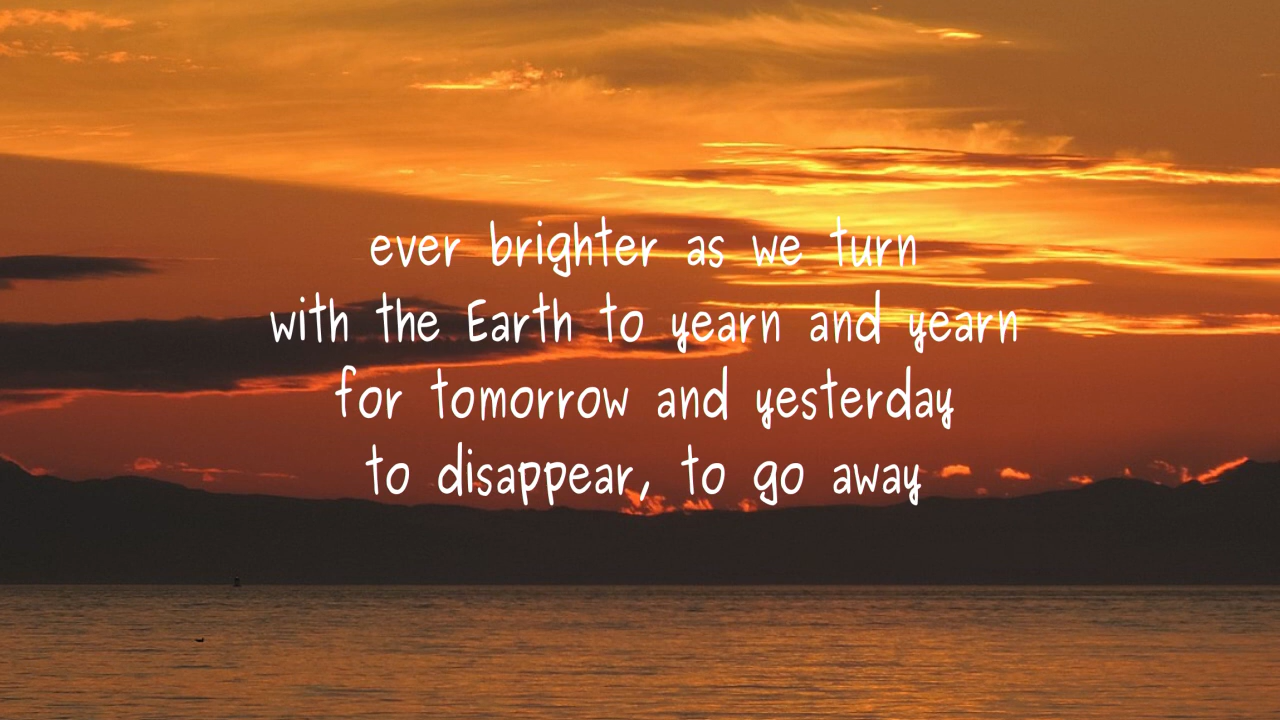 ever brighter as we turn
with the Earth to yearn and yearn
for tomorrow and yesterday
to disappear, to go away